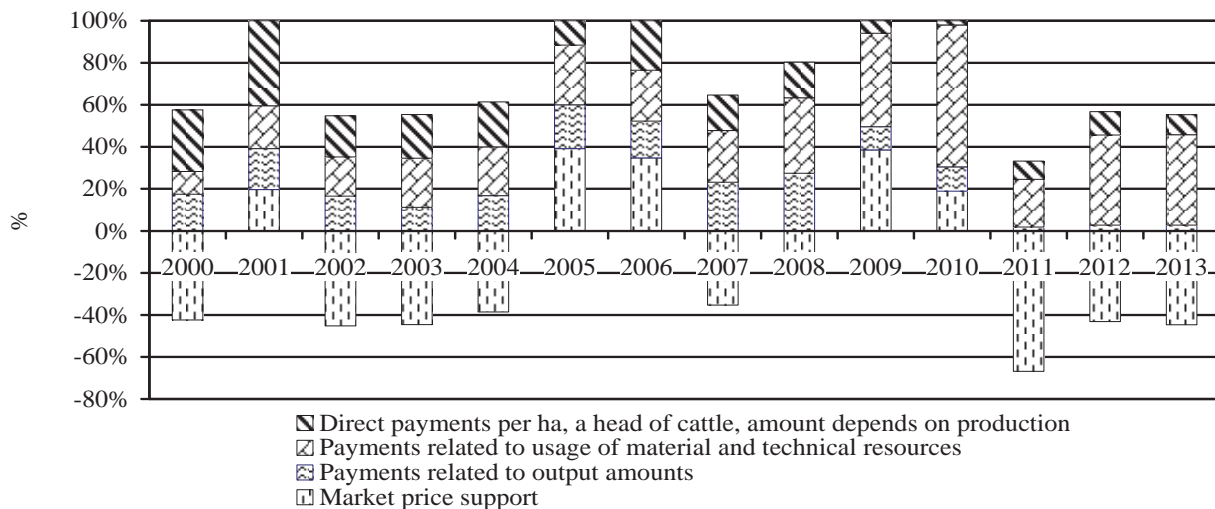 100%
80%
60%
40%
20%
0%
-20%
-40%
-60%
-80%
%
2000 2001 2002 2003 2004 2005 2006 2007 2008 2009 2010 2011 2012 2013
Direct payments per ha, a head of cattle, amount depends on production
Payments related to usage of material and technical resources
Payments related to output amounts
Market price support